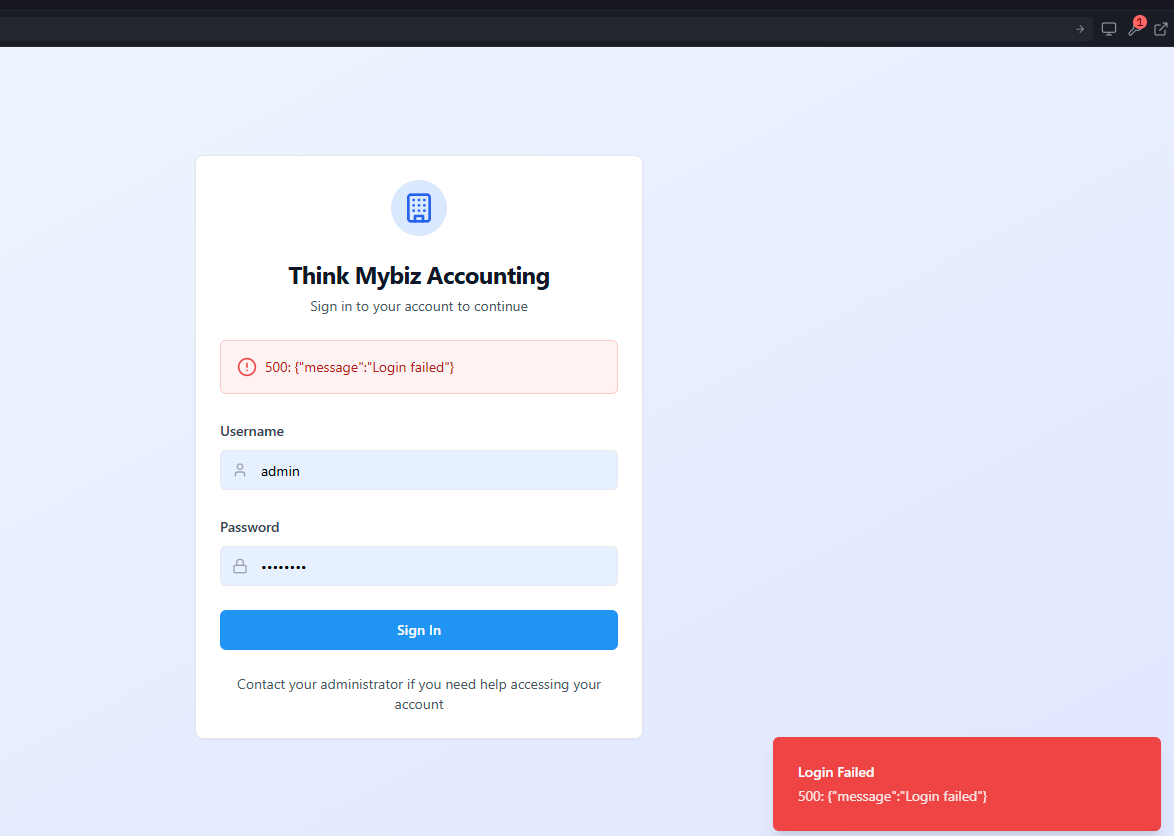 1
Think Mybiz Accounting
Sign in to your account to continue
500: {"message":"Login failed"}
Username
admin
Password
••••••••
Sign In
Contact your administrator if you need help accessing your
account
Login Failed
500: {"message":"Login failed"}